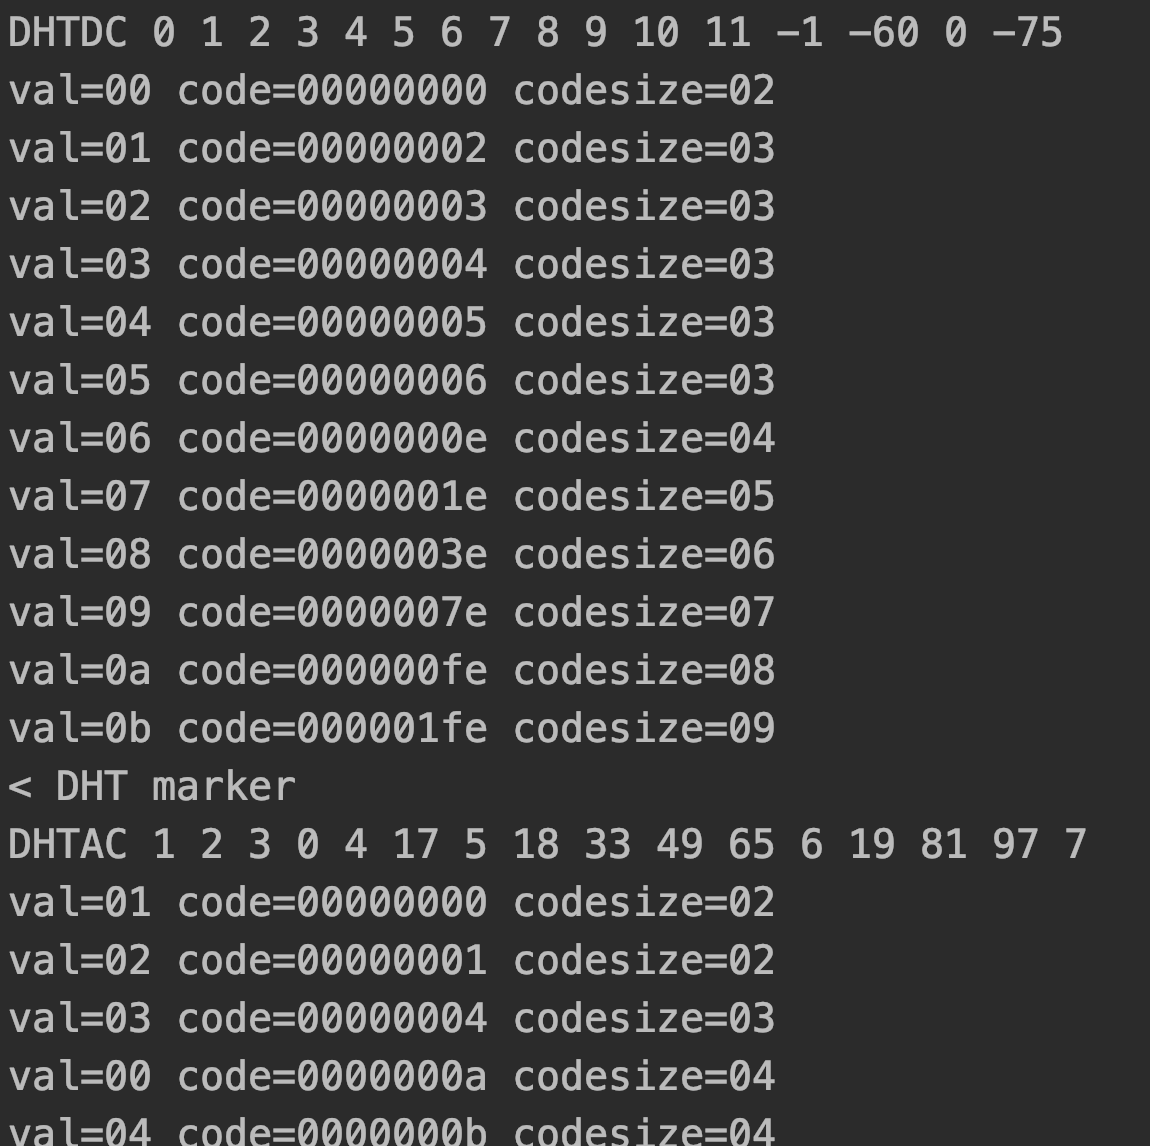 DHTDC 0 1 2 3 4 5 6 7 8 9 10 11 −1 −60 0 −75
val=00 code=00000000 codesize=02
val=01 code=00000002 codesize=03
val=02 code=00000003 codesize=03
val=03 code=00000004 codesize=03
val=04 code=00000005 codesize=03
val=05 code=00000006 codesize=03
val=06 code=0000000e codesize=04
val=07 code=0000001e codesize=05
val=08 code=0000003e codesize=06
val=09 code=0000007e codesize=07
val=0a code=000000fe codesize=08
val=0b code=000001fe codesize=09
< DHT marker
DHTAC 1 2 3 0 4 17 5 18 33 49 65 6 19 81 97 7
val=01 code=00000000 codesize=02
val=02 code=00000001 codesize=02
val=03 code=00000004 codesize=03
val=00 code=0000000a codesize=04
val=04 code=0000000b codesize=04